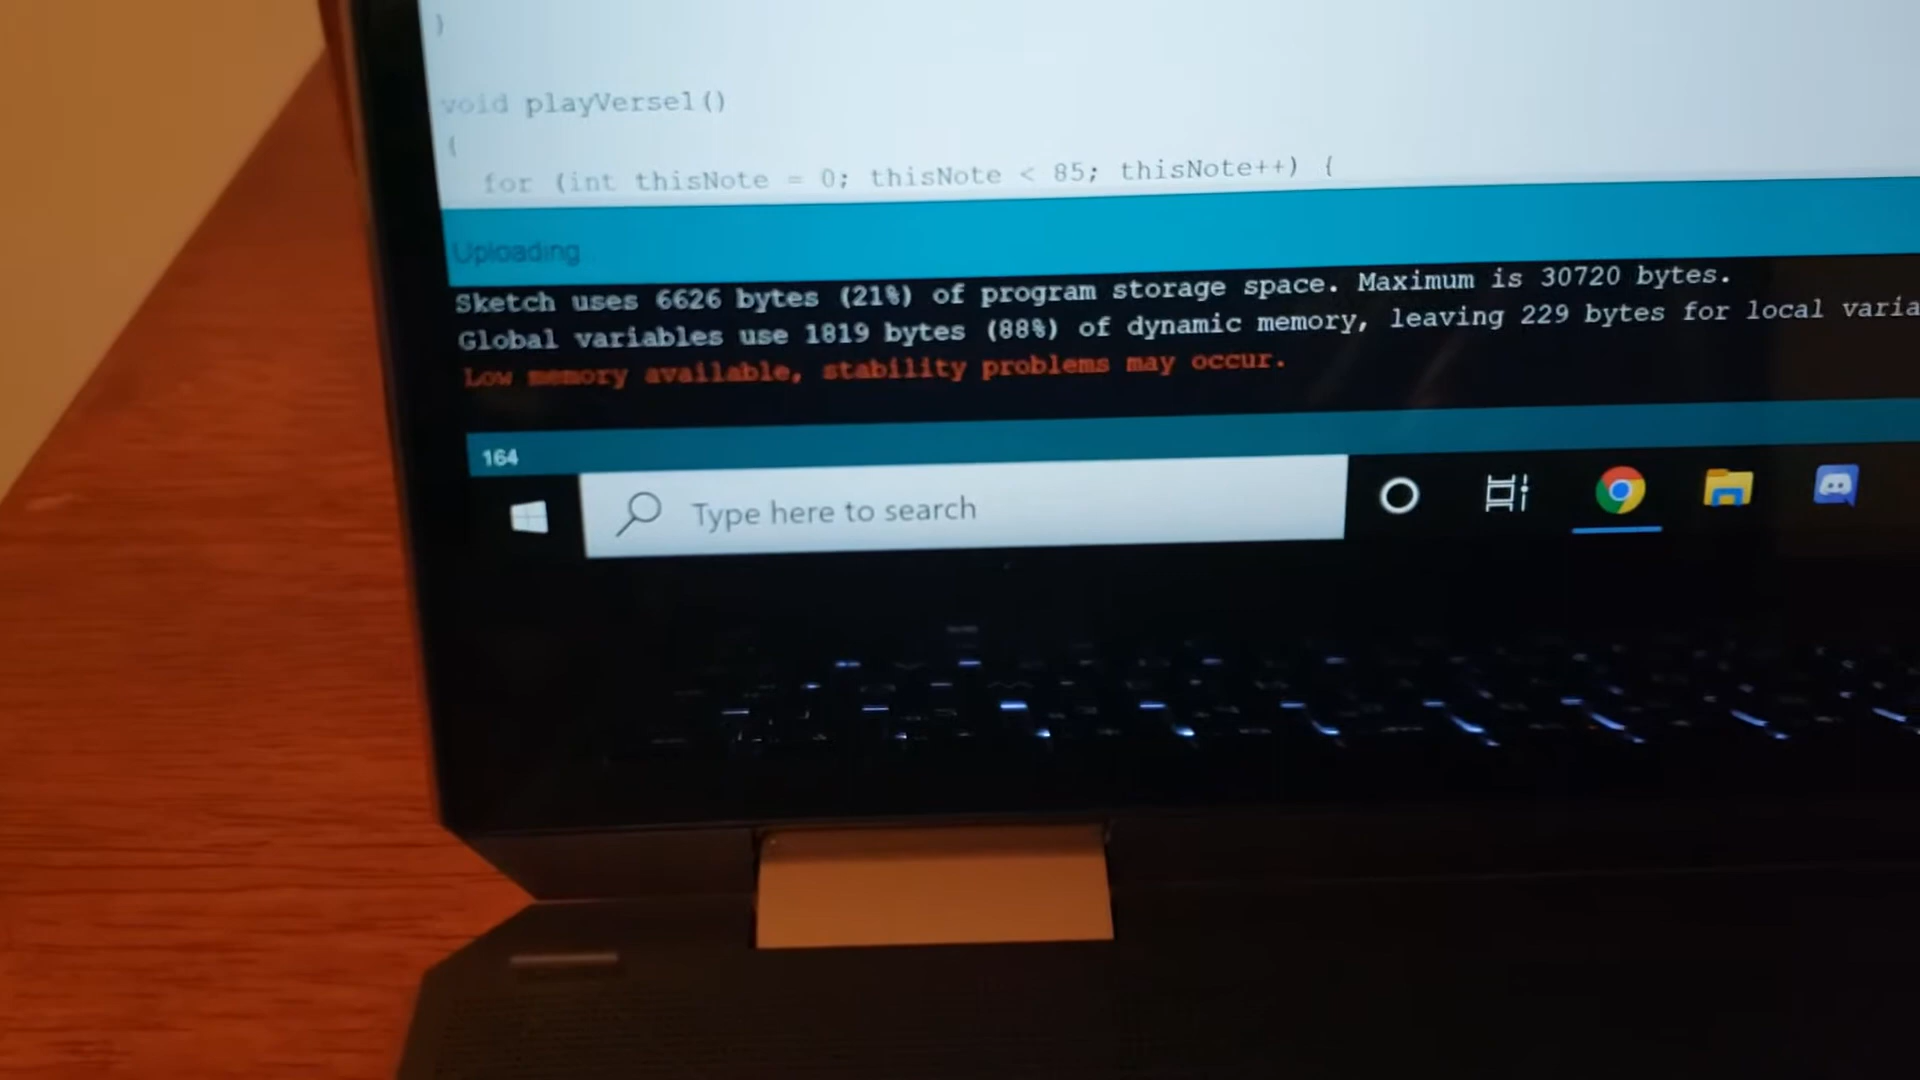 }
void playVerse1()
{
for (int thisNote = 0; thisNote < 85; thisNote++) {
Uploading
Sketch uses 6626 bytes (21%) of program storage space. Maximum is 30720 bytes.
Global variables use 1819 bytes (88%) of dynamic memory, leaving 229 bytes for local varia
Low memory available, stability problems may occur.
164
Type here to search